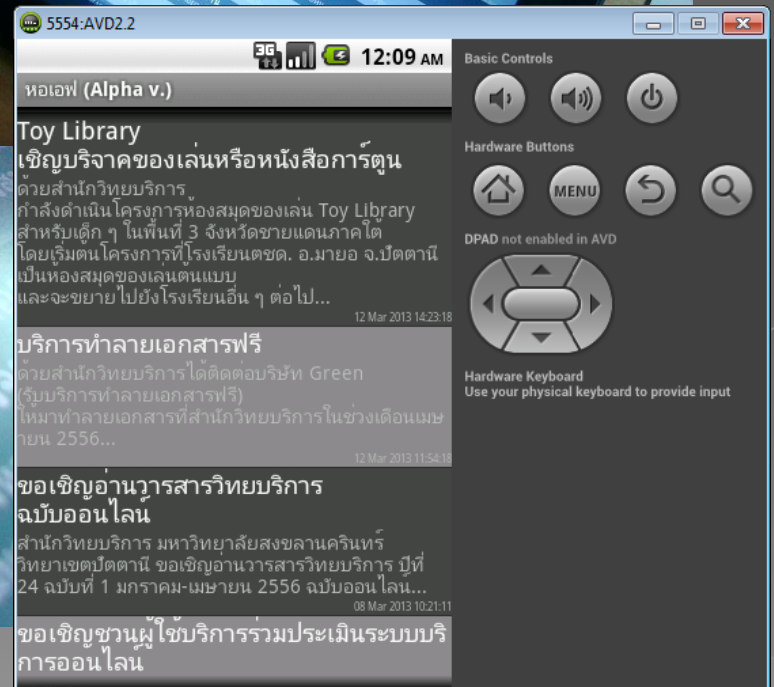 5554:AVD2.2
3G 12:09 AM
หอเอฟ (Alpha v.)
Toy Library
เชิญบริจาคของเล่นหรือหนังสือการ์ตูน
ด้วยสำนักวิทยบริการ
กำลังดำเนินโครงการห้องสมุดของเล่น Toy Library
สำหรับเด็ก ๆ ในพื้นที่ 3 จังหวัดชายแดนภาคใต้
โดยเริ่มต้นโครงการที่โรงเรียนตชด. อ.มายอ จ.ปัตตานี
เป็นห้องสมุดของเล่นต้นแบบ
และจะขยายไปยังโรงเรียนอื่น ๆ ต่อไป...
12 Mar 2013 14:23:18
บริการทำลายเอกสารฟรี
ด้วยสำนักวิทยบริการได้ติดต่อบริษัท Green
(รับบริการทำลายเอกสารฟรี)
ให้มาทำลายเอกสารที่สำนักวิทยบริการในช่วงเดือนเมษ
ายน 2556...
12 Mar 2013 11:54:18
ขอเชิญอ่านวารสารวิทยบริการ
ฉบับออนไลน์
สำนักวิทยบริการ มหาวิทยาลัยสงขลานครินทร์
วิทยาเขตปัตตานี ขอเชิญอ่านวารสารวิทยบริการ ปีที่
24 ฉบับที่ 1 มกราคม-เมษายน 2556 ฉบับออนไลน์...
08 Mar 2013 10:21:11
ขอเชิญชวนผู้ใช้บริการร่วมประเมินระบบบริ
การออนไลน์
Basic Controls
Hardware Buttons
MENU
DPAD not enabled in AVD
Hardware Keyboard
Use your physical keyboard to provide input